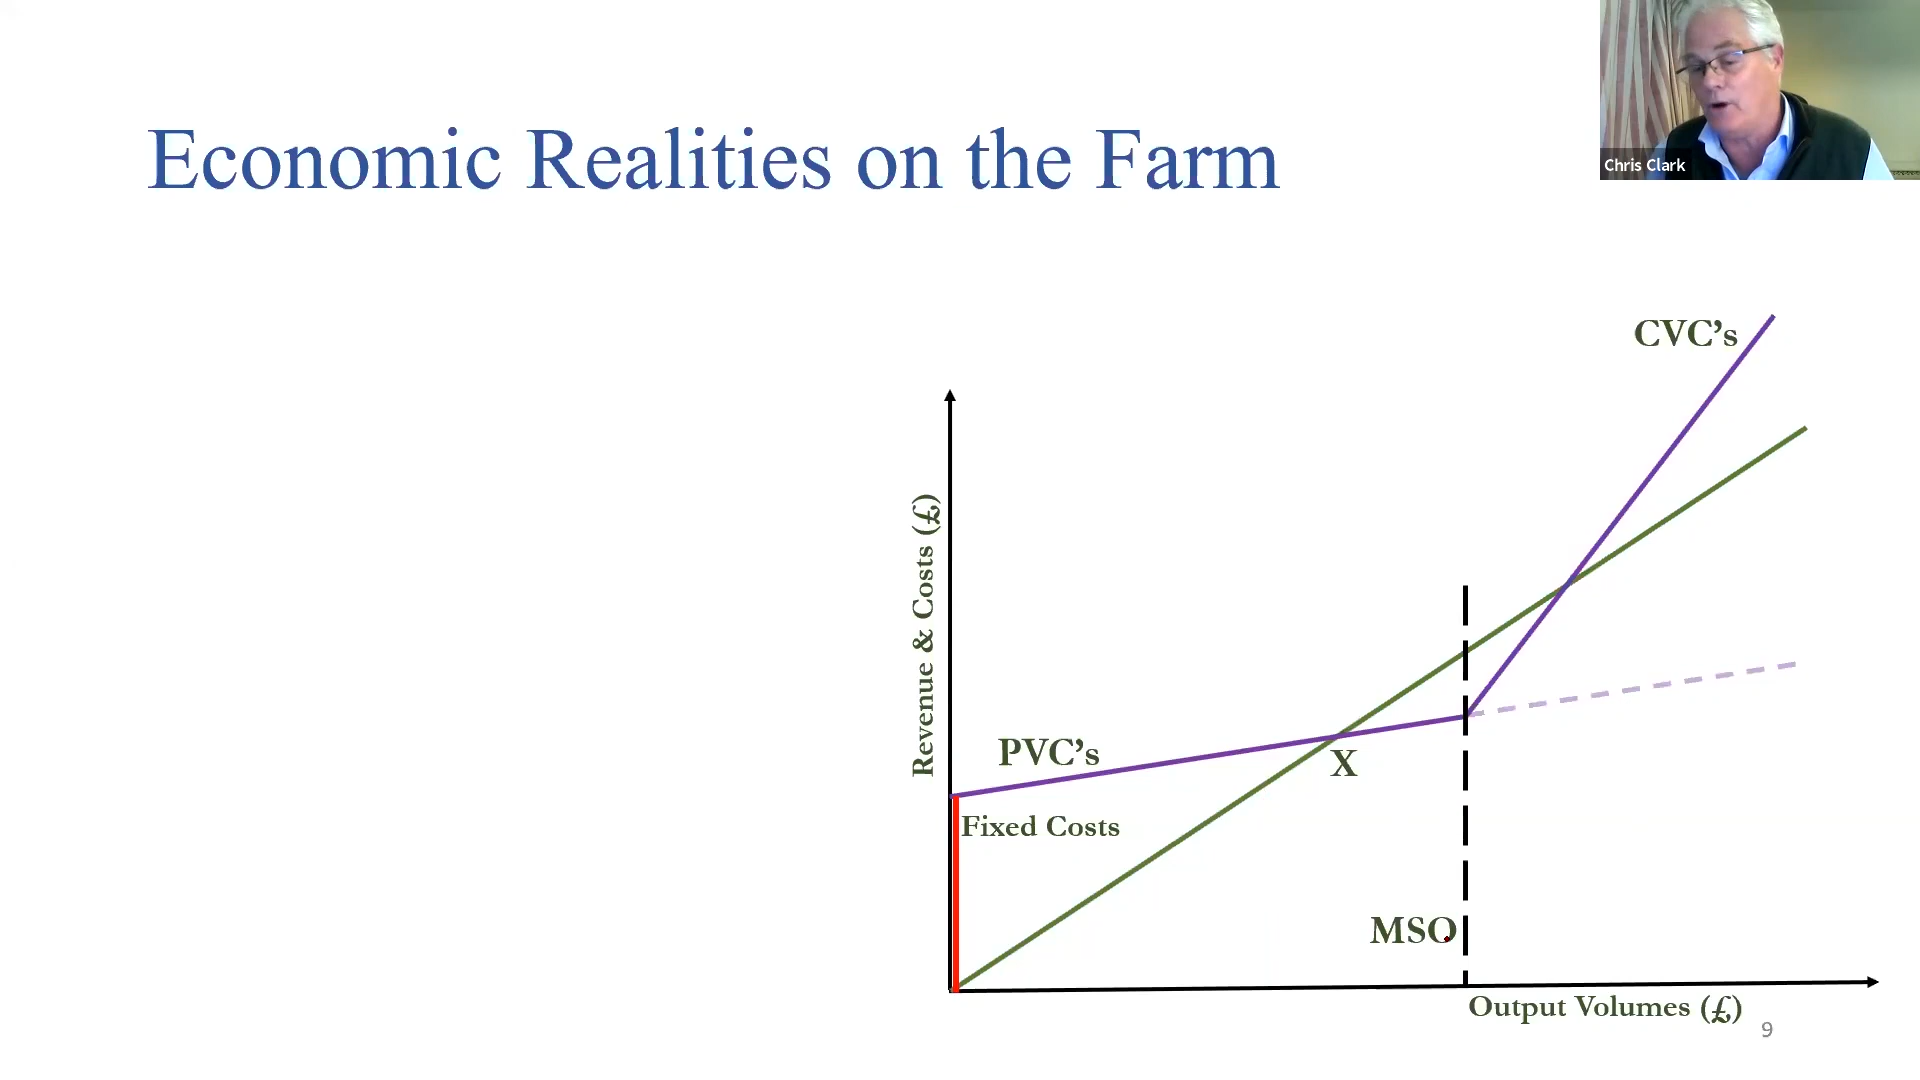 Economic Realities on the Farm
Chris Clark
CVC's
Revenue & Costs (£)
PVC's
X
Fixed Costs
MSO
Output Volumes (£)
9